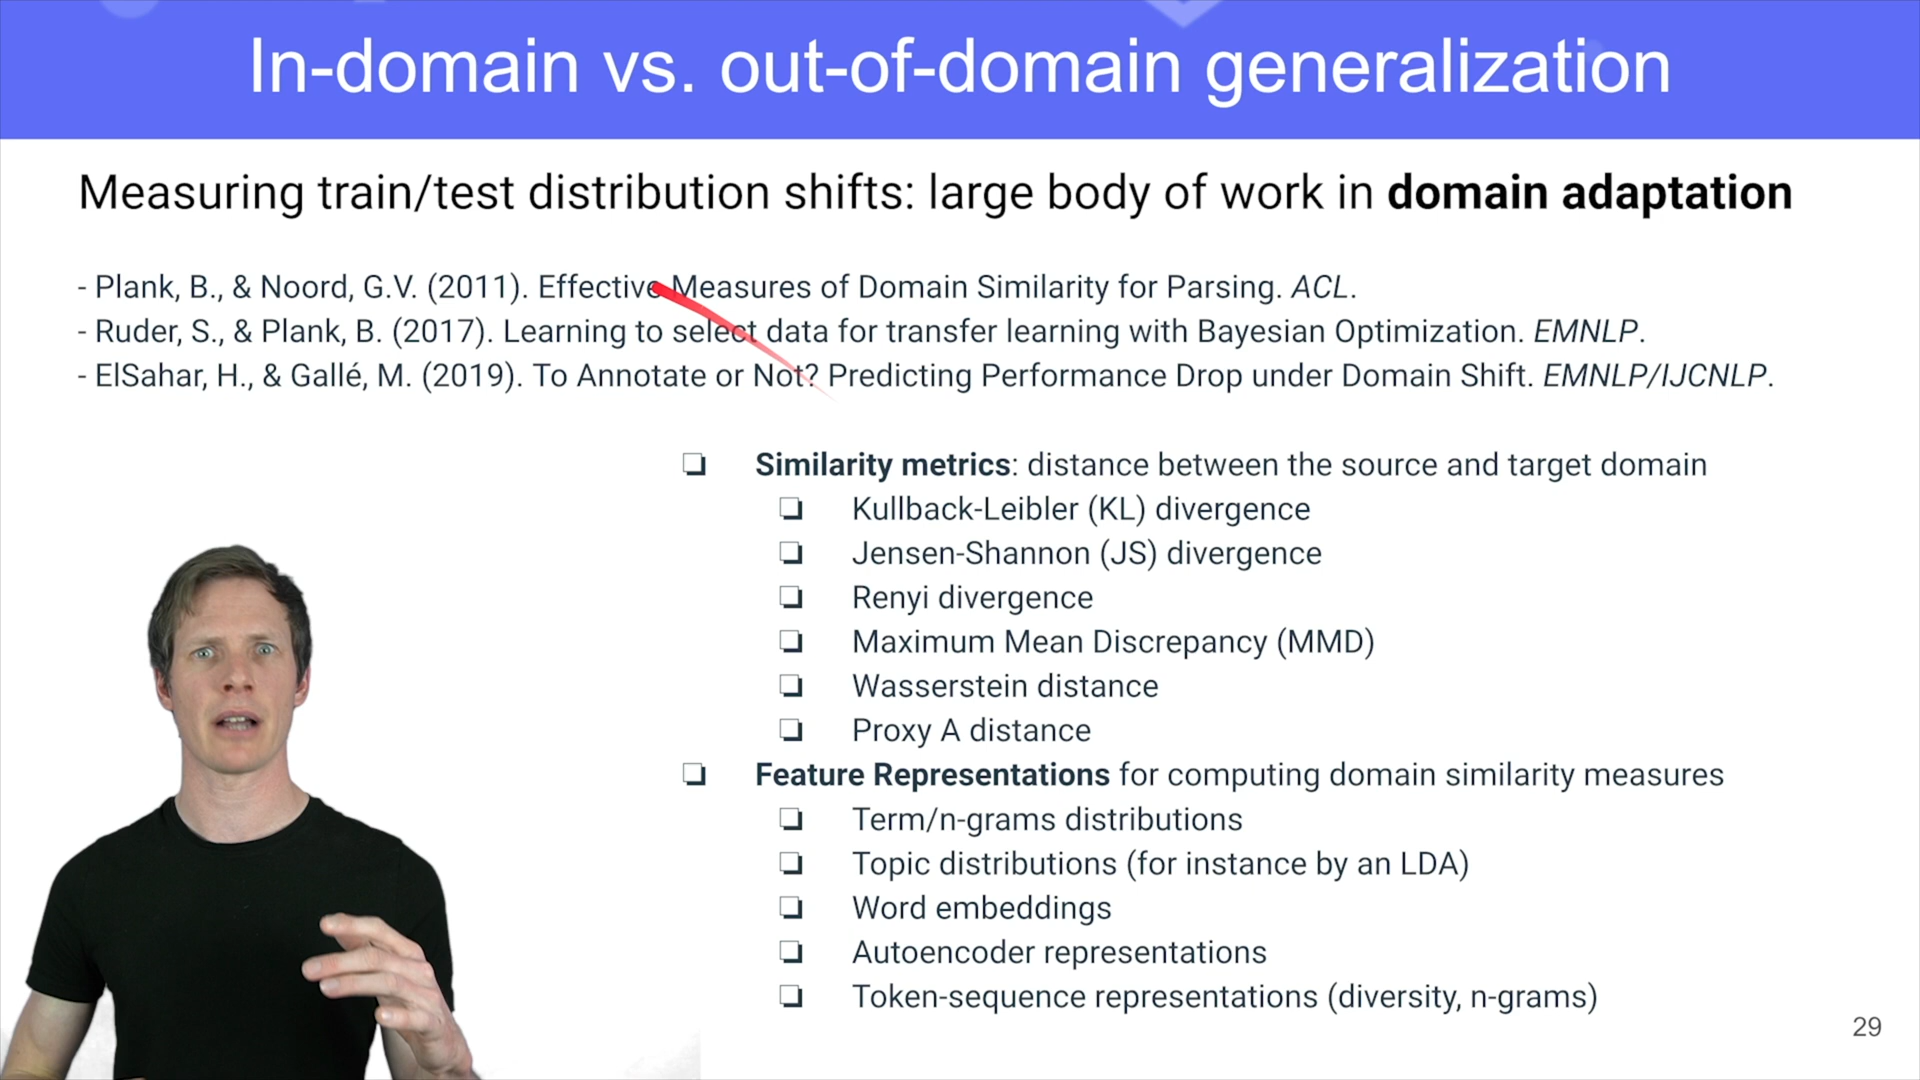 In-domain vs. out-of-domain generalization
Measuring train/test distribution shifts: large body of work in domain adaptation
- Plank, B., & Noord, G.V. (2011). Effective Measures of Domain Similarity for Parsing. ACL.
- Ruder, S., & Plank, B. (2017). Learning to select data for transfer learning with Bayesian Optimization. EMNLP.
- ElSahar, H., & Gallé, M. (2019). To Annotate or Not? Predicting Performance Drop under Domain Shift. EMNLP/IJCNLP.
❏ Similarity metrics: distance between the source and target domain
❏ Kullback-Leibler (KL) divergence
❏ Jensen-Shannon (JS) divergence
❏ Renyi divergence
❏ Maximum Mean Discrepancy (MMD)
❏ Wasserstein distance
❏ Proxy A distance
❏ Feature Representations for computing domain similarity measures
❏ Term/n-grams distributions
❏ Topic distributions (for instance by an LDA)
❏ Word embeddings
❏ Autoencoder representations
❏ Token-sequence representations (diversity, n-grams)
29